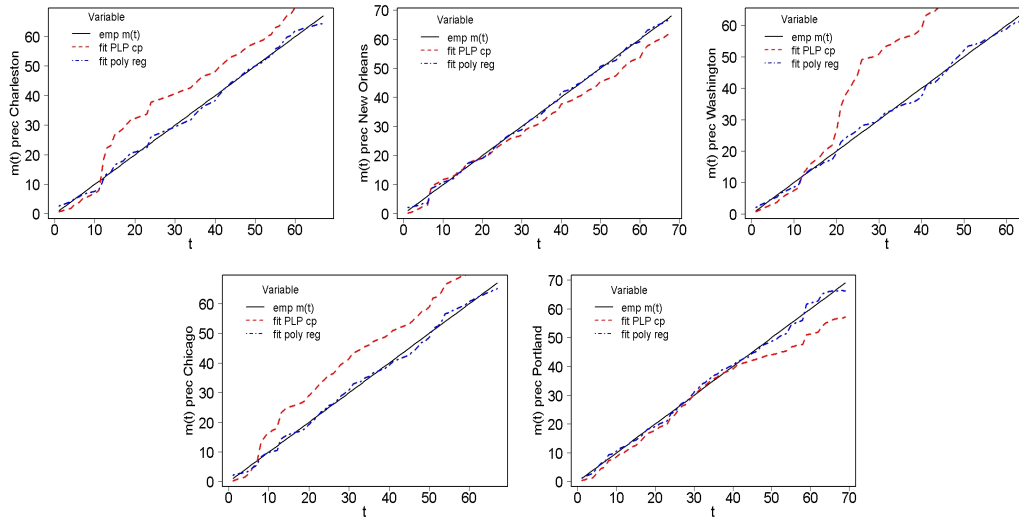 Variable
emp m(t)
fit PLP cp
fit poly reg
m(t) prec Charleston
60
50
40
30
20
10
0
0 10 20 30 40 50 60
t
Variable
emp m(t)
fit PLP cp
fit poly reg
m(t) prec New Orleans
70
60
50
40
30
20
10
0
0 10 20 30 40 50 60 70
t
Variable
emp m(t)
fit PLP cp
fit poly reg
m(t) prec Washington
60
50
40
30
20
10
0
0 10 20 30 40 50 60
t
Variable
emp m(t)
fit PLP cp
fit poly reg
m(t) prec Chicago
60
50
40
30
20
10
0
0 10 20 30 40 50 60
t
Variable
emp m(t)
fit PLP cp
fit poly reg
m(t) prec Portland
70
60
50
40
30
20
10
0
0 10 20 30 40 50 60 70
t